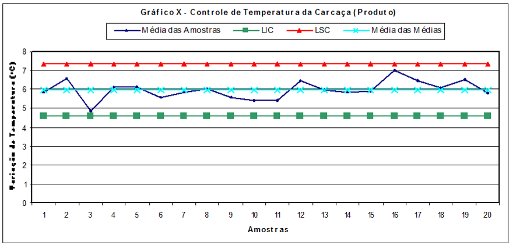 Gráfico X - Controle de Temperatura da Carcaça (Produto)
Média das Amostras LIC LSC Média das Médias
Variação de Temperatura (°C)
8
7
6
5
4
3
2
1
0
1 2 3 4 5 6 7 8 9 10 11 12 13 14 15 16 17 18 19 20
Amostras